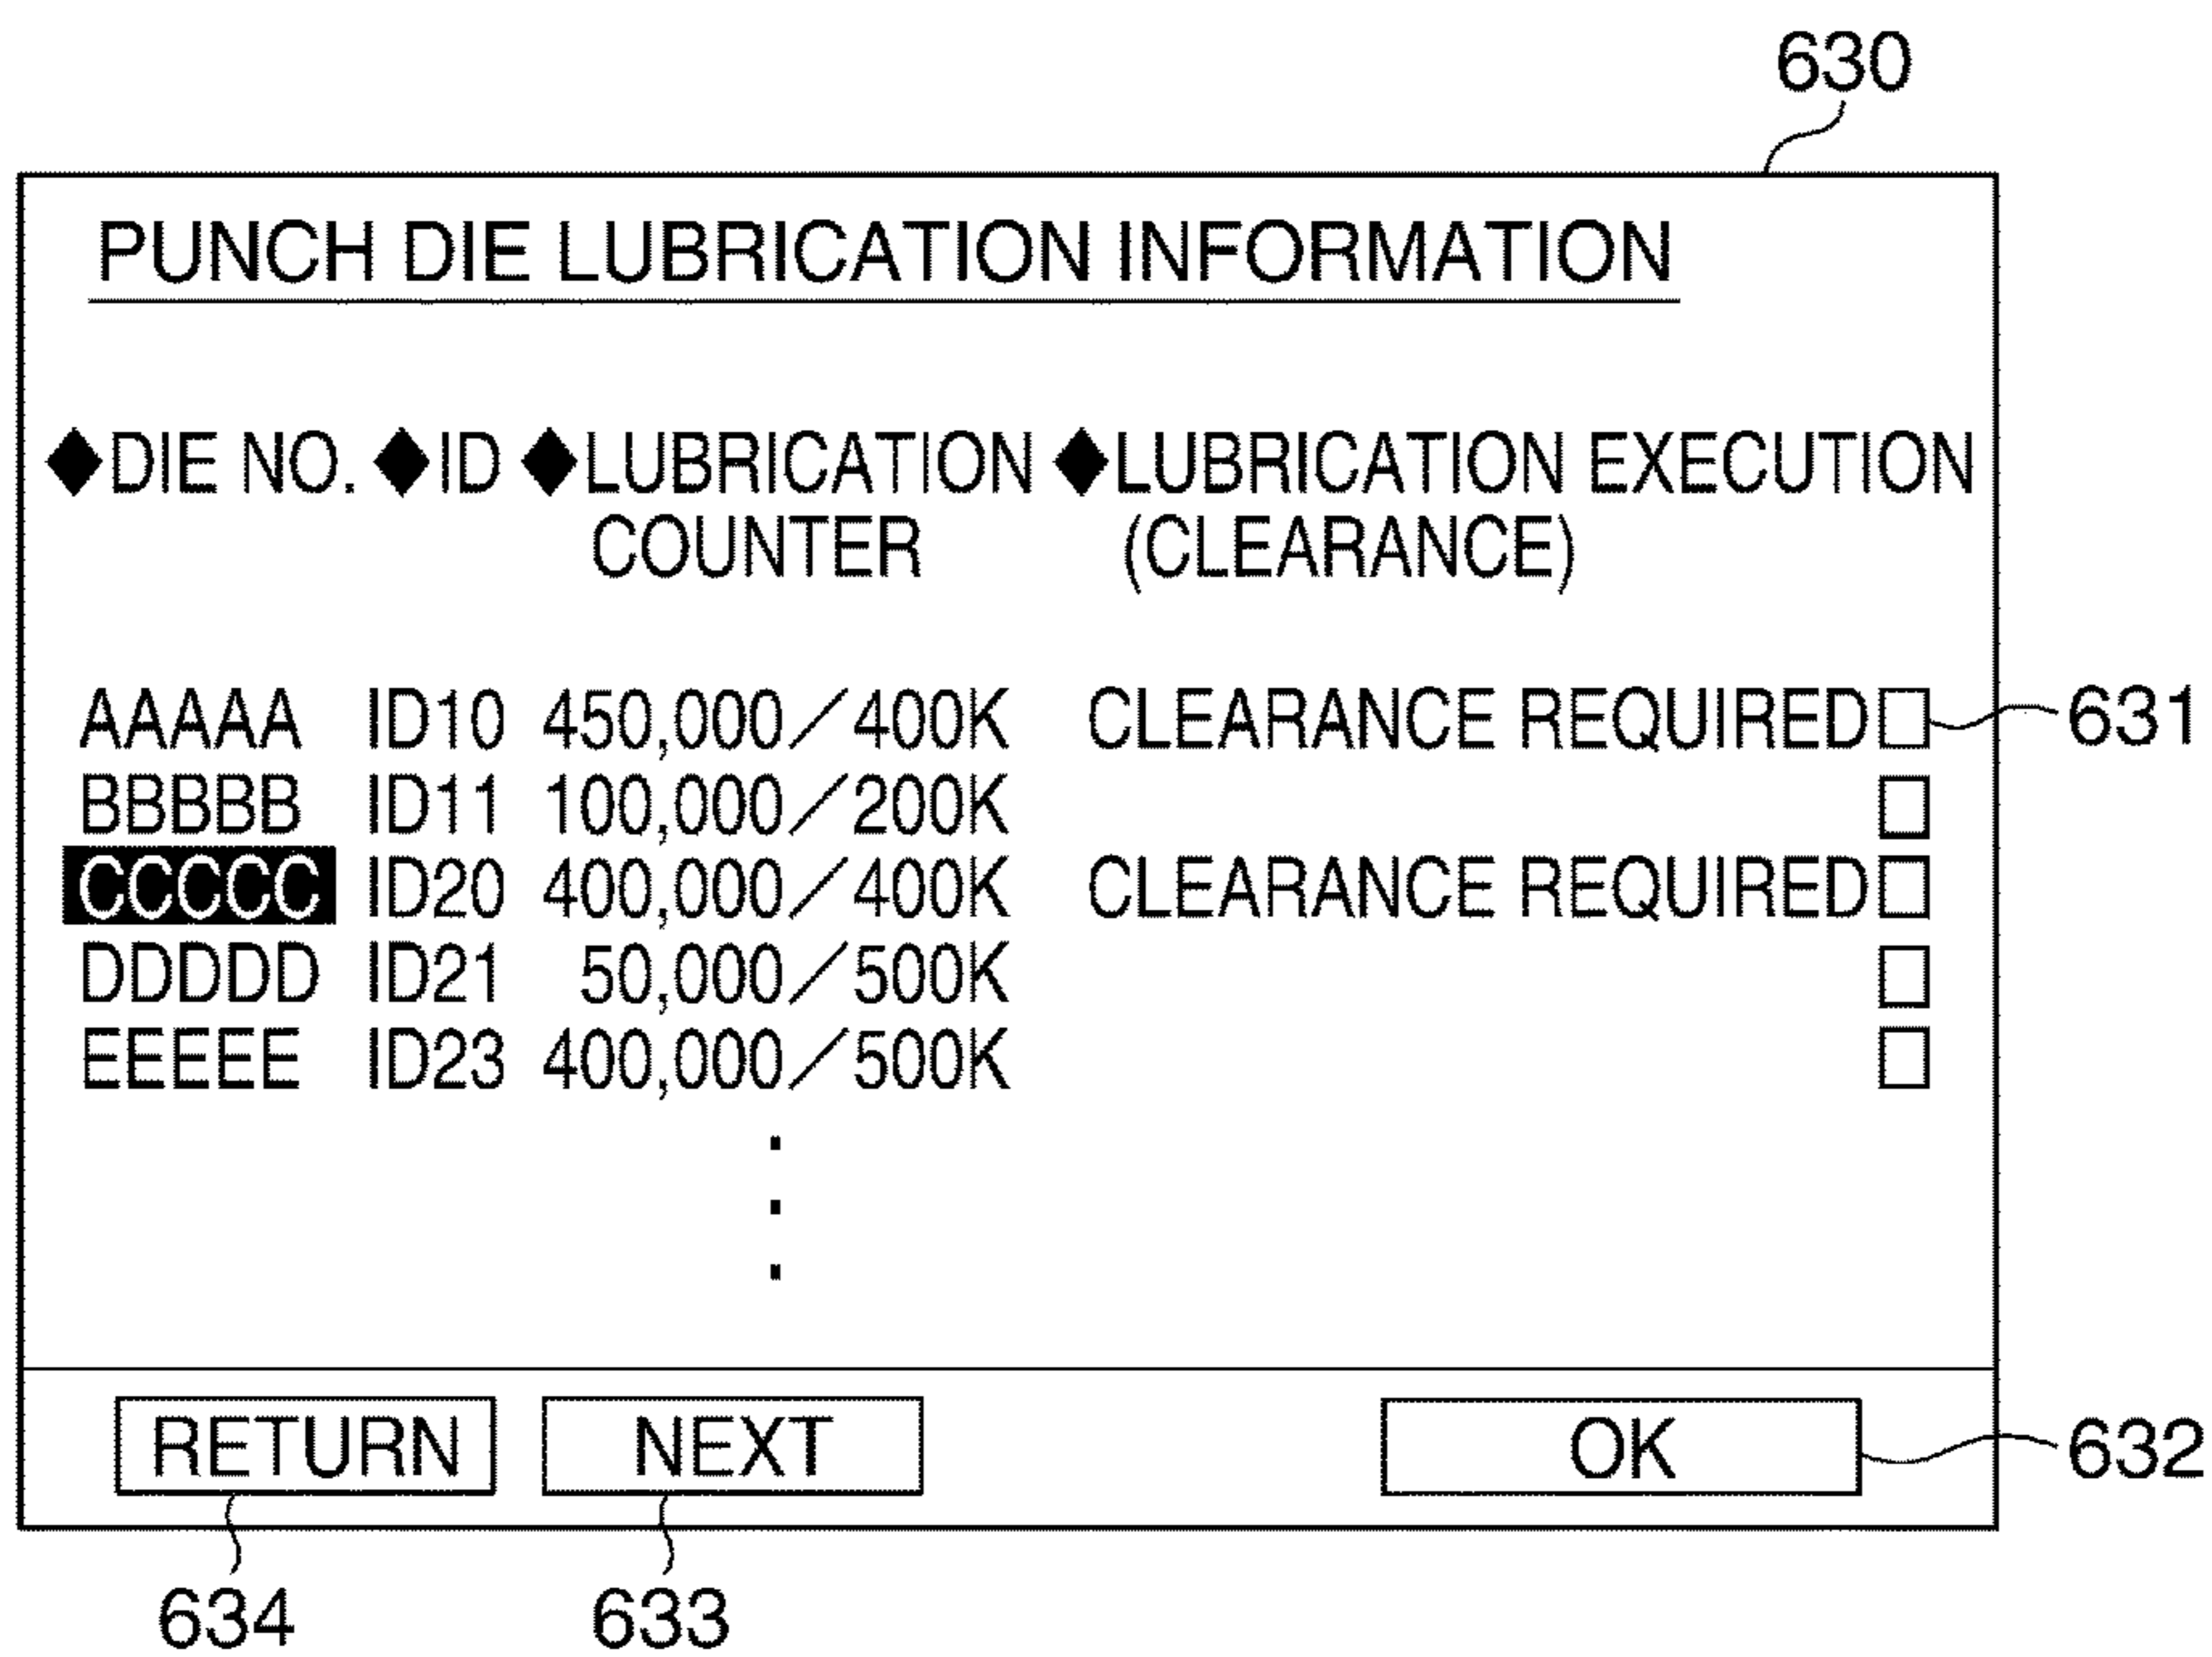 630
PUNCH DIE LUBRICATION INFORMATION
◆DIE NO. ◆ID ◆LUBRICATION ◆LUBRICATION EXECUTION
COUNTER (CLEARANCE)
AAAAA ID10 450,000/400K CLEARANCE REQUIRED 631
BBBBB ID11 100,000/200K
CCCCC ID20 400,000/400K CLEARANCE REQUIRED
DDDDD ID21 50,000/500K
EEEEE ID23 400,000/500K
RETURN NEXT OK 632
634 633